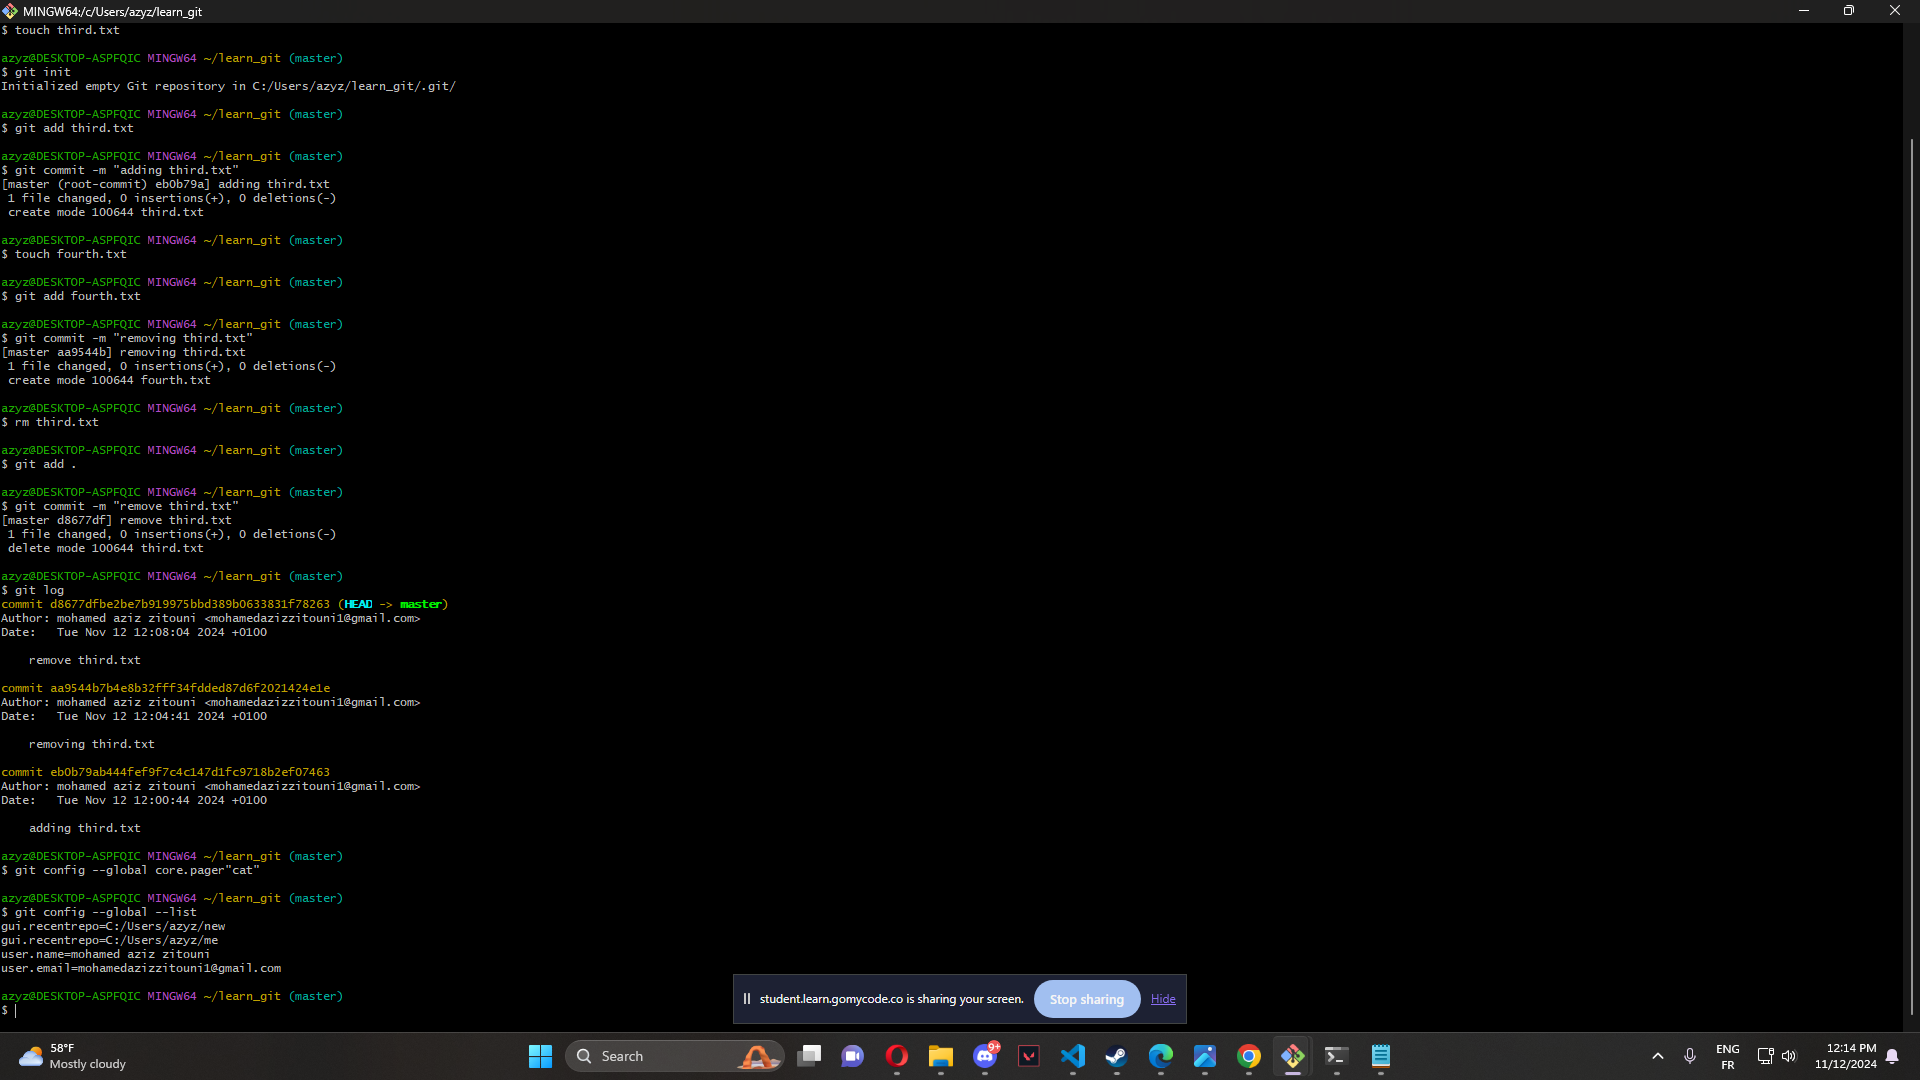 MINGW64:/c/Users/azyz/learn_git
$ touch third.txt
azyz@DESKTOP-ASPFQIC MINGW64 ~/learn_git (master)
$ git init
Initialized empty Git repository in C:/Users/azyz/learn_git/.git/
azyz@DESKTOP-ASPFQIC MINGW64 ~/learn_git (master)
$ git add third.txt
azyz@DESKTOP-ASPFQIC MINGW64 ~/learn_git (master)
$ git commit -m "adding third.txt"
[master (root-commit) eb0b79a] adding third.txt
1 file changed, 0 insertions(+), 0 deletions(-)
create mode 100644 third.txt
azyz@DESKTOP-ASPFQIC MINGW64 ~/learn_git (master)
$ touch fourth.txt
azyz@DESKTOP-ASPFQIC MINGW64 ~/learn_git (master)
$ git add fourth.txt
azyz@DESKTOP-ASPFQIC MINGW64 ~/learn_git (master)
$ git commit -m "removing third.txt"
[master aa9544b] removing third.txt
1 file changed, 0 insertions(+), 0 deletions(-)
create mode 100644 fourth.txt
azyz@DESKTOP-ASPFQIC MINGW64 ~/learn_git (master)
$ rm third.txt
azyz@DESKTOP-ASPFQIC MINGW64 ~/learn_git (master)
$ git add .
azyz@DESKTOP-ASPFQIC MINGW64 ~/learn_git (master)
$ git commit -m "remove third.txt"
[master d8677df] remove third.txt
1 file changed, 0 insertions(+), 0 deletions(-)
delete mode 100644 third.txt
azyz@DESKTOP-ASPFQIC MINGW64 ~/learn_git (master)
$ git log
commit d8677dfbe2be7b919975bbd389b0633831f78263 (HEAD -> master)
Author: mohamed aziz zitouni <mohamedazizzitouni1@gmail.com>
Date:   Tue Nov 12 12:08:04 2024 +0100
remove third.txt
commit aa9544b7b4e8b32fff34fdded87d6f2021424e1e
Author: mohamed aziz zitouni <mohamedazizzitouni1@gmail.com>
Date:   Tue Nov 12 12:04:41 2024 +0100
removing third.txt
commit eb0b79ab444fef9f7c4c147d1fc9718b2ef07463
Author: mohamed aziz zitouni <mohamedazizzitouni1@gmail.com>
Date:   Tue Nov 12 12:00:44 2024 +0100
adding third.txt
azyz@DESKTOP-ASPFQIC MINGW64 ~/learn_git (master)
$ git config --global core.pager"cat"
azyz@DESKTOP-ASPFQIC MINGW64 ~/learn_git (master)
$ git config --global --list
gui.recentrepo=C:/Users/azyz/new
gui.recentrepo=C:/Users/azyz/me
user.name=mohamed aziz zitouni
user.email=mohamedazizzitouni1@gmail.com
azyz@DESKTOP-ASPFQIC MINGW64 ~/learn_git (master)
$
student.learn.gomycode.co is sharing your screen.
Stop sharing
Hide
58°F
Mostly cloudy
Search
9+
ENG
FR
12:14 PM
11/12/2024